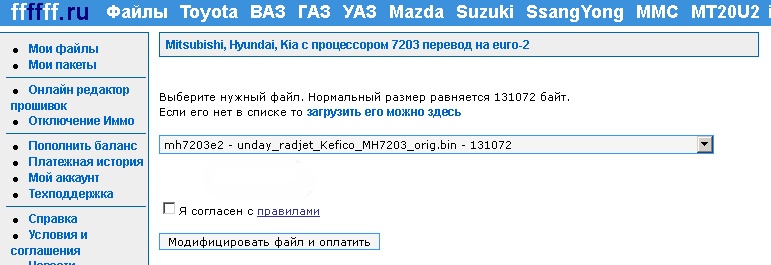 ffffff.ru Файлы Toyota ВАЗ ГАЗ УАЗ Mazda Suzuki SsangYong MMC MT20U2 i
Мои файлы
Мои пакеты
Онлайн редактор
прошивок
Отключение Иммо
Пополнить баланс
Платежная история
Мой аккаунт
Техподдержка
Справка
Условия и
соглашения
Новости
Mitsubishi, Hyundai, Kia с процессором 7203 перевод на euro-2
Выберите нужный файл. Нормальный размер равняется 131072 байт.
Если его нет в списке то загрузить его можно здесь
mh7203e2 - unday_radjet_Kefico_MH7203_orig.bin - 131072
Я согласен с правилами
Модифицировать файл и оплатить